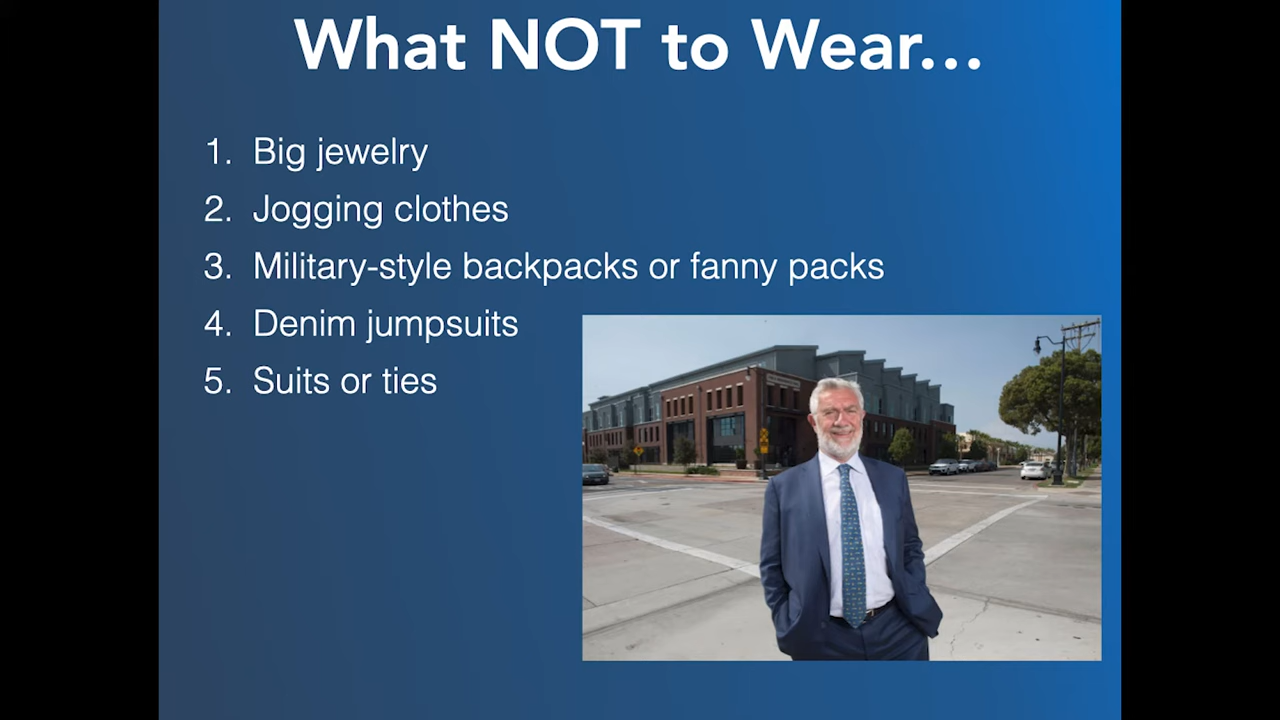 What NOT to Wear...
1. Big jewelry
2. Jogging clothes
3. Military-style backpacks or fanny packs
4. Denim jumpsuits
5. Suits or ties